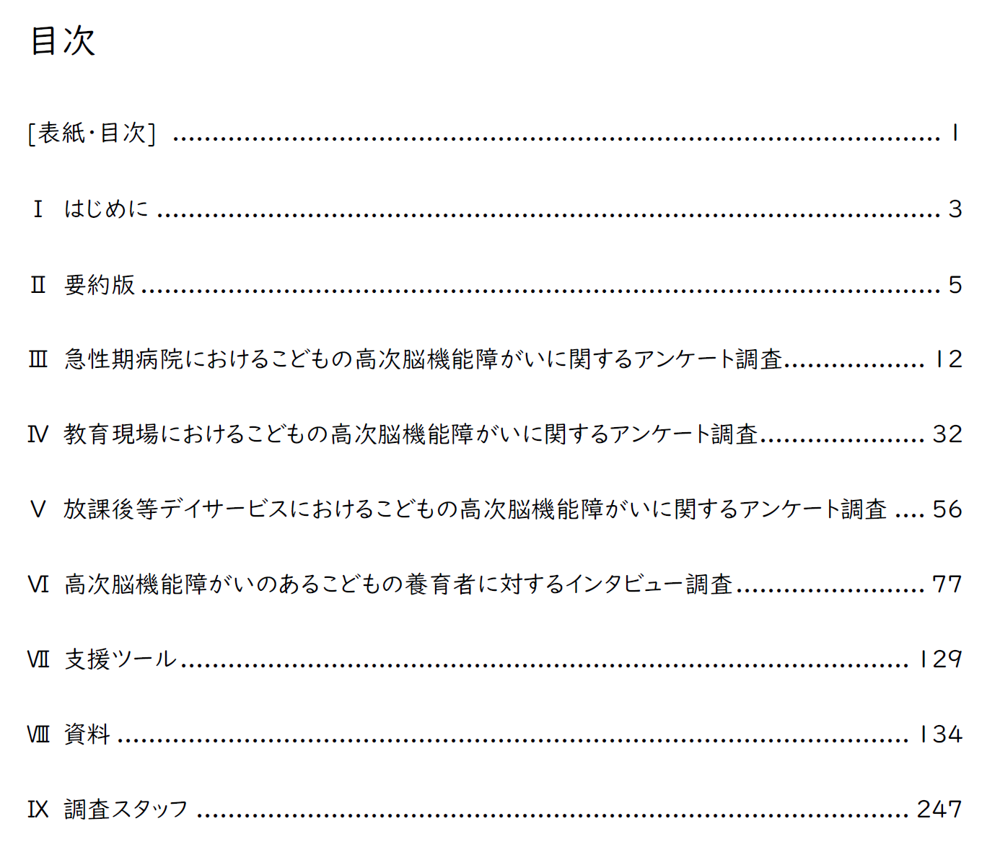 目次
[表紙・目次] ........................................................................................ 1
Ⅰ はじめに .......................................................................................... 3
Ⅱ 要約版 ............................................................................................ 5
Ⅲ 急性期病院におけるこどもの高次脳機能障がいに関するアンケート調査.................. 12
Ⅳ 教育現場におけるこどもの高次脳機能障がいに関するアンケート調査..................... 32
Ⅴ 放課後等デイサービスにおけるこどもの高次脳機能障がいに関するアンケート調査 .... 56
Ⅵ 高次脳機能障がいのあるこどもの養育者に対するインタビュー調査........................ 77
Ⅶ 支援ツール.................................................................................... 129
Ⅷ 資料 ............................................................................................ 134
Ⅸ 調査スタッフ .................................................................................. 247